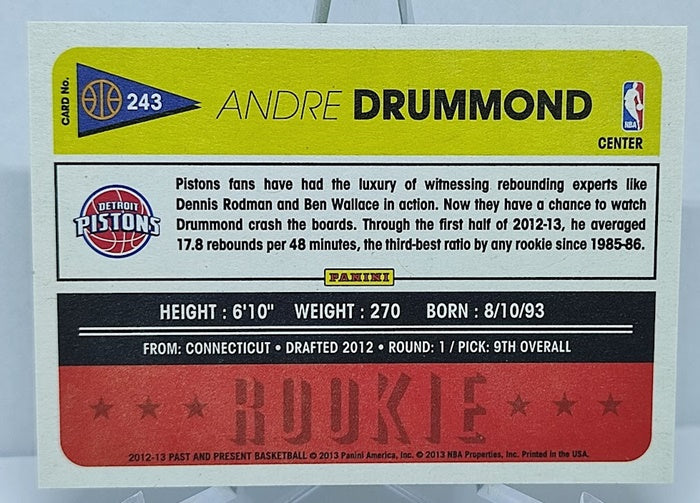 CARD No.
243
ANDRE DRUMMOND
NBA
CENTER
DETROIT
PISTONS
Pistons fans have had the luxury of witnessing rebounding experts like
Dennis Rodman and Ben Wallace in action. Now they have a chance to watch
Drummond crash the boards. Through the first half of 2012-13, he averaged
17.8 rebounds per 48 minutes, the third-best ratio by any rookie since 1985-86.
PANINI
HEIGHT : 6'10" WEIGHT : 270 BORN : 8/10/93
FROM: CONNECTICUT • DRAFTED 2012 • ROUND: 1 / PICK: 9TH OVERALL
ROOKIE
2012-13 PAST AND PRESENT BASKETBALL © 2013 Panini America, Inc. © 2013 NBA Properties, Inc. Printed in the USA.